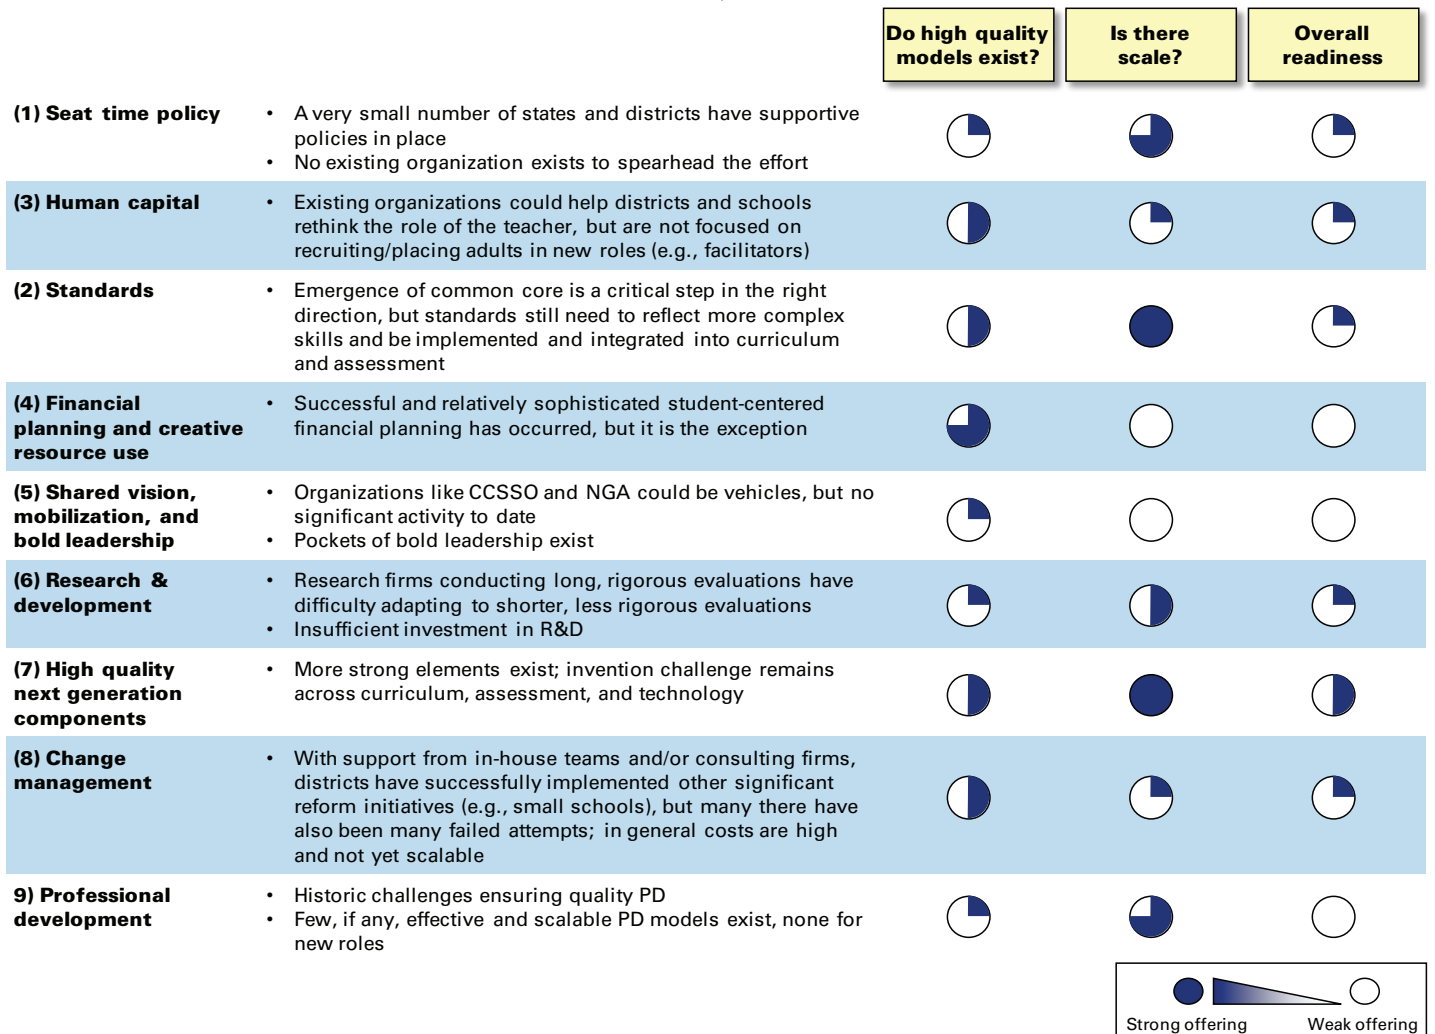 Do high quality
models exist?
Is there
scale?
Overall
readiness
(1) Seat time policy
• A very small number of states and districts have supportive
policies in place
• No existing organization exists to spearhead the effort
(3) Human capital
• Existing organizations could help districts and schools
rethink the role of the teacher, but are not focused on
recruiting/placing adults in new roles (e.g., facilitators)
(2) Standards
• Emergence of common core is a critical step in the right
direction, but standards still need to reflect more complex
skills and be implemented and integrated into curriculum
and assessment
(4) Financial
planning and creative
resource use
• Successful and relatively sophisticated student-centered
financial planning has occurred, but it is the exception
(5) Shared vision,
mobilization, and
bold leadership
• Organizations like CCSSO and NGA could be vehicles, but no
significant activity to date
• Pockets of bold leadership exist
(6) Research &
development
• Research firms conducting long, rigorous evaluations have
difficulty adapting to shorter, less rigorous evaluations
• Insufficient investment in R&D
(7) High quality
next generation
components
• More strong elements exist; invention challenge remains
across curriculum, assessment, and technology
(8) Change
management
• With support from in-house teams and/or consulting firms,
districts have successfully implemented other significant
reform initiatives (e.g., small schools), but many there have
also been many failed attempts; in general costs are high
and not yet scalable
9) Professional
development
• Historic challenges ensuring quality PD
• Few, if any, effective and scalable PD models exist, none for
new roles
Strong offering
Weak offering